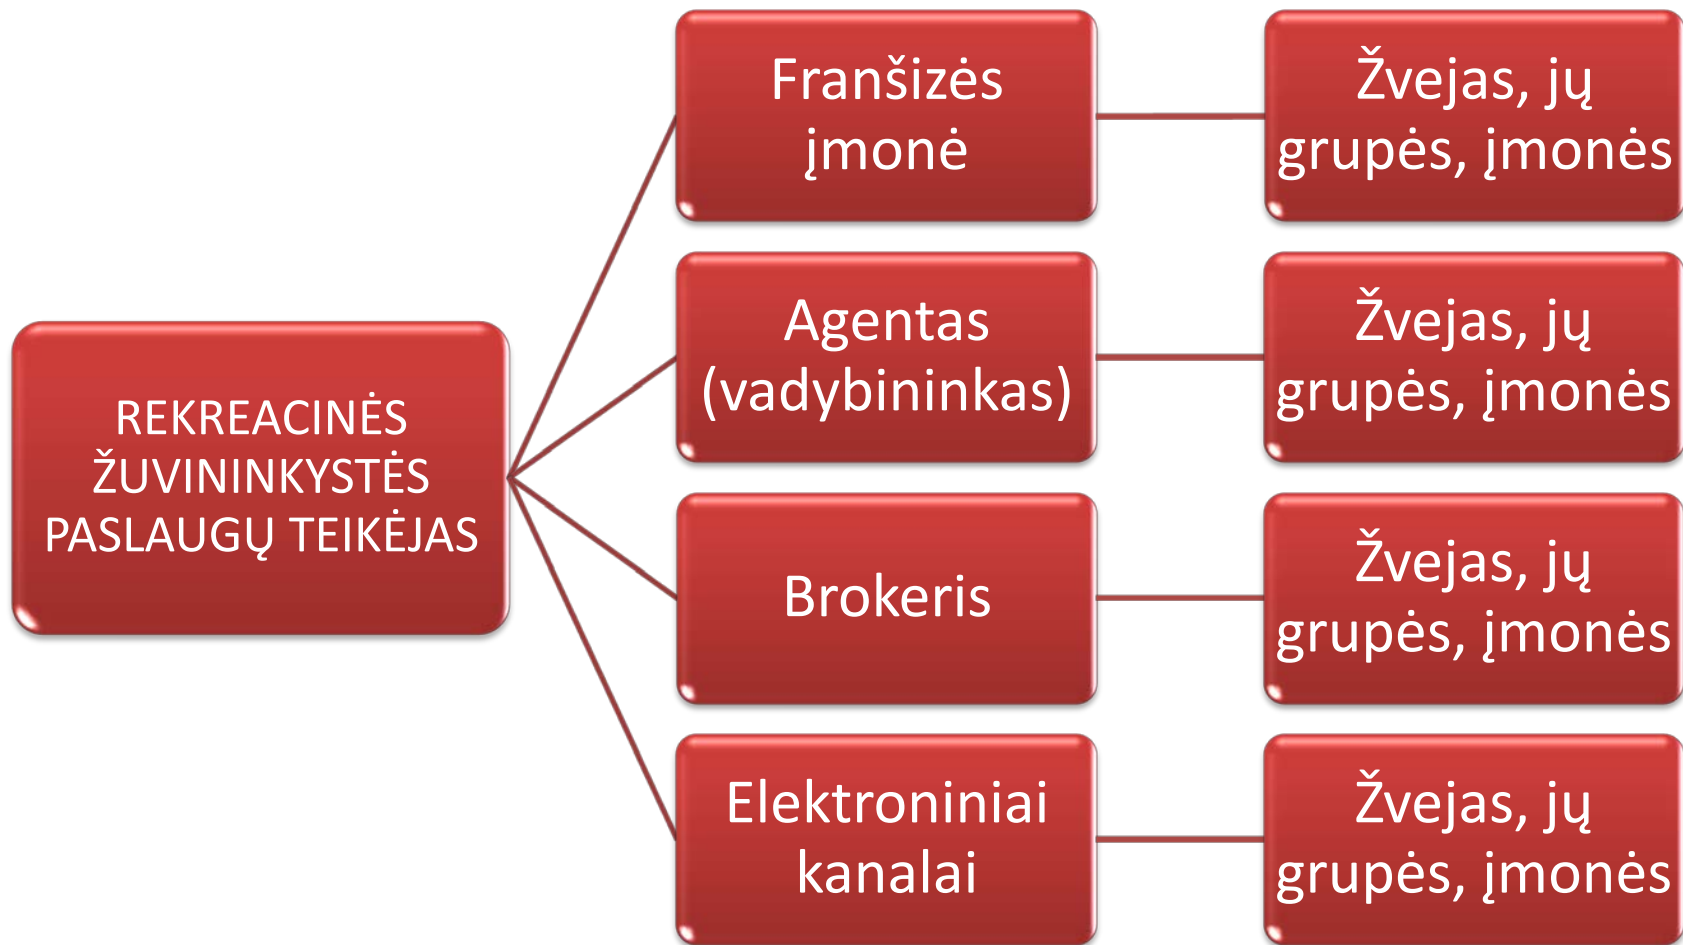 REKREACINĖS
ŽUVININKYSTĖS
PASLAUGŲ TEIKĖJAS
Franšizės
įmonė
Žvejas, jų
grupės, įmonės
Agentas
(vadybininkas)
Žvejas, jų
grupės, įmonės
Brokeris
Žvejas, jų
grupės, įmonės
Elektroniniai
kanalai
Žvejas, jų
grupės, įmonės